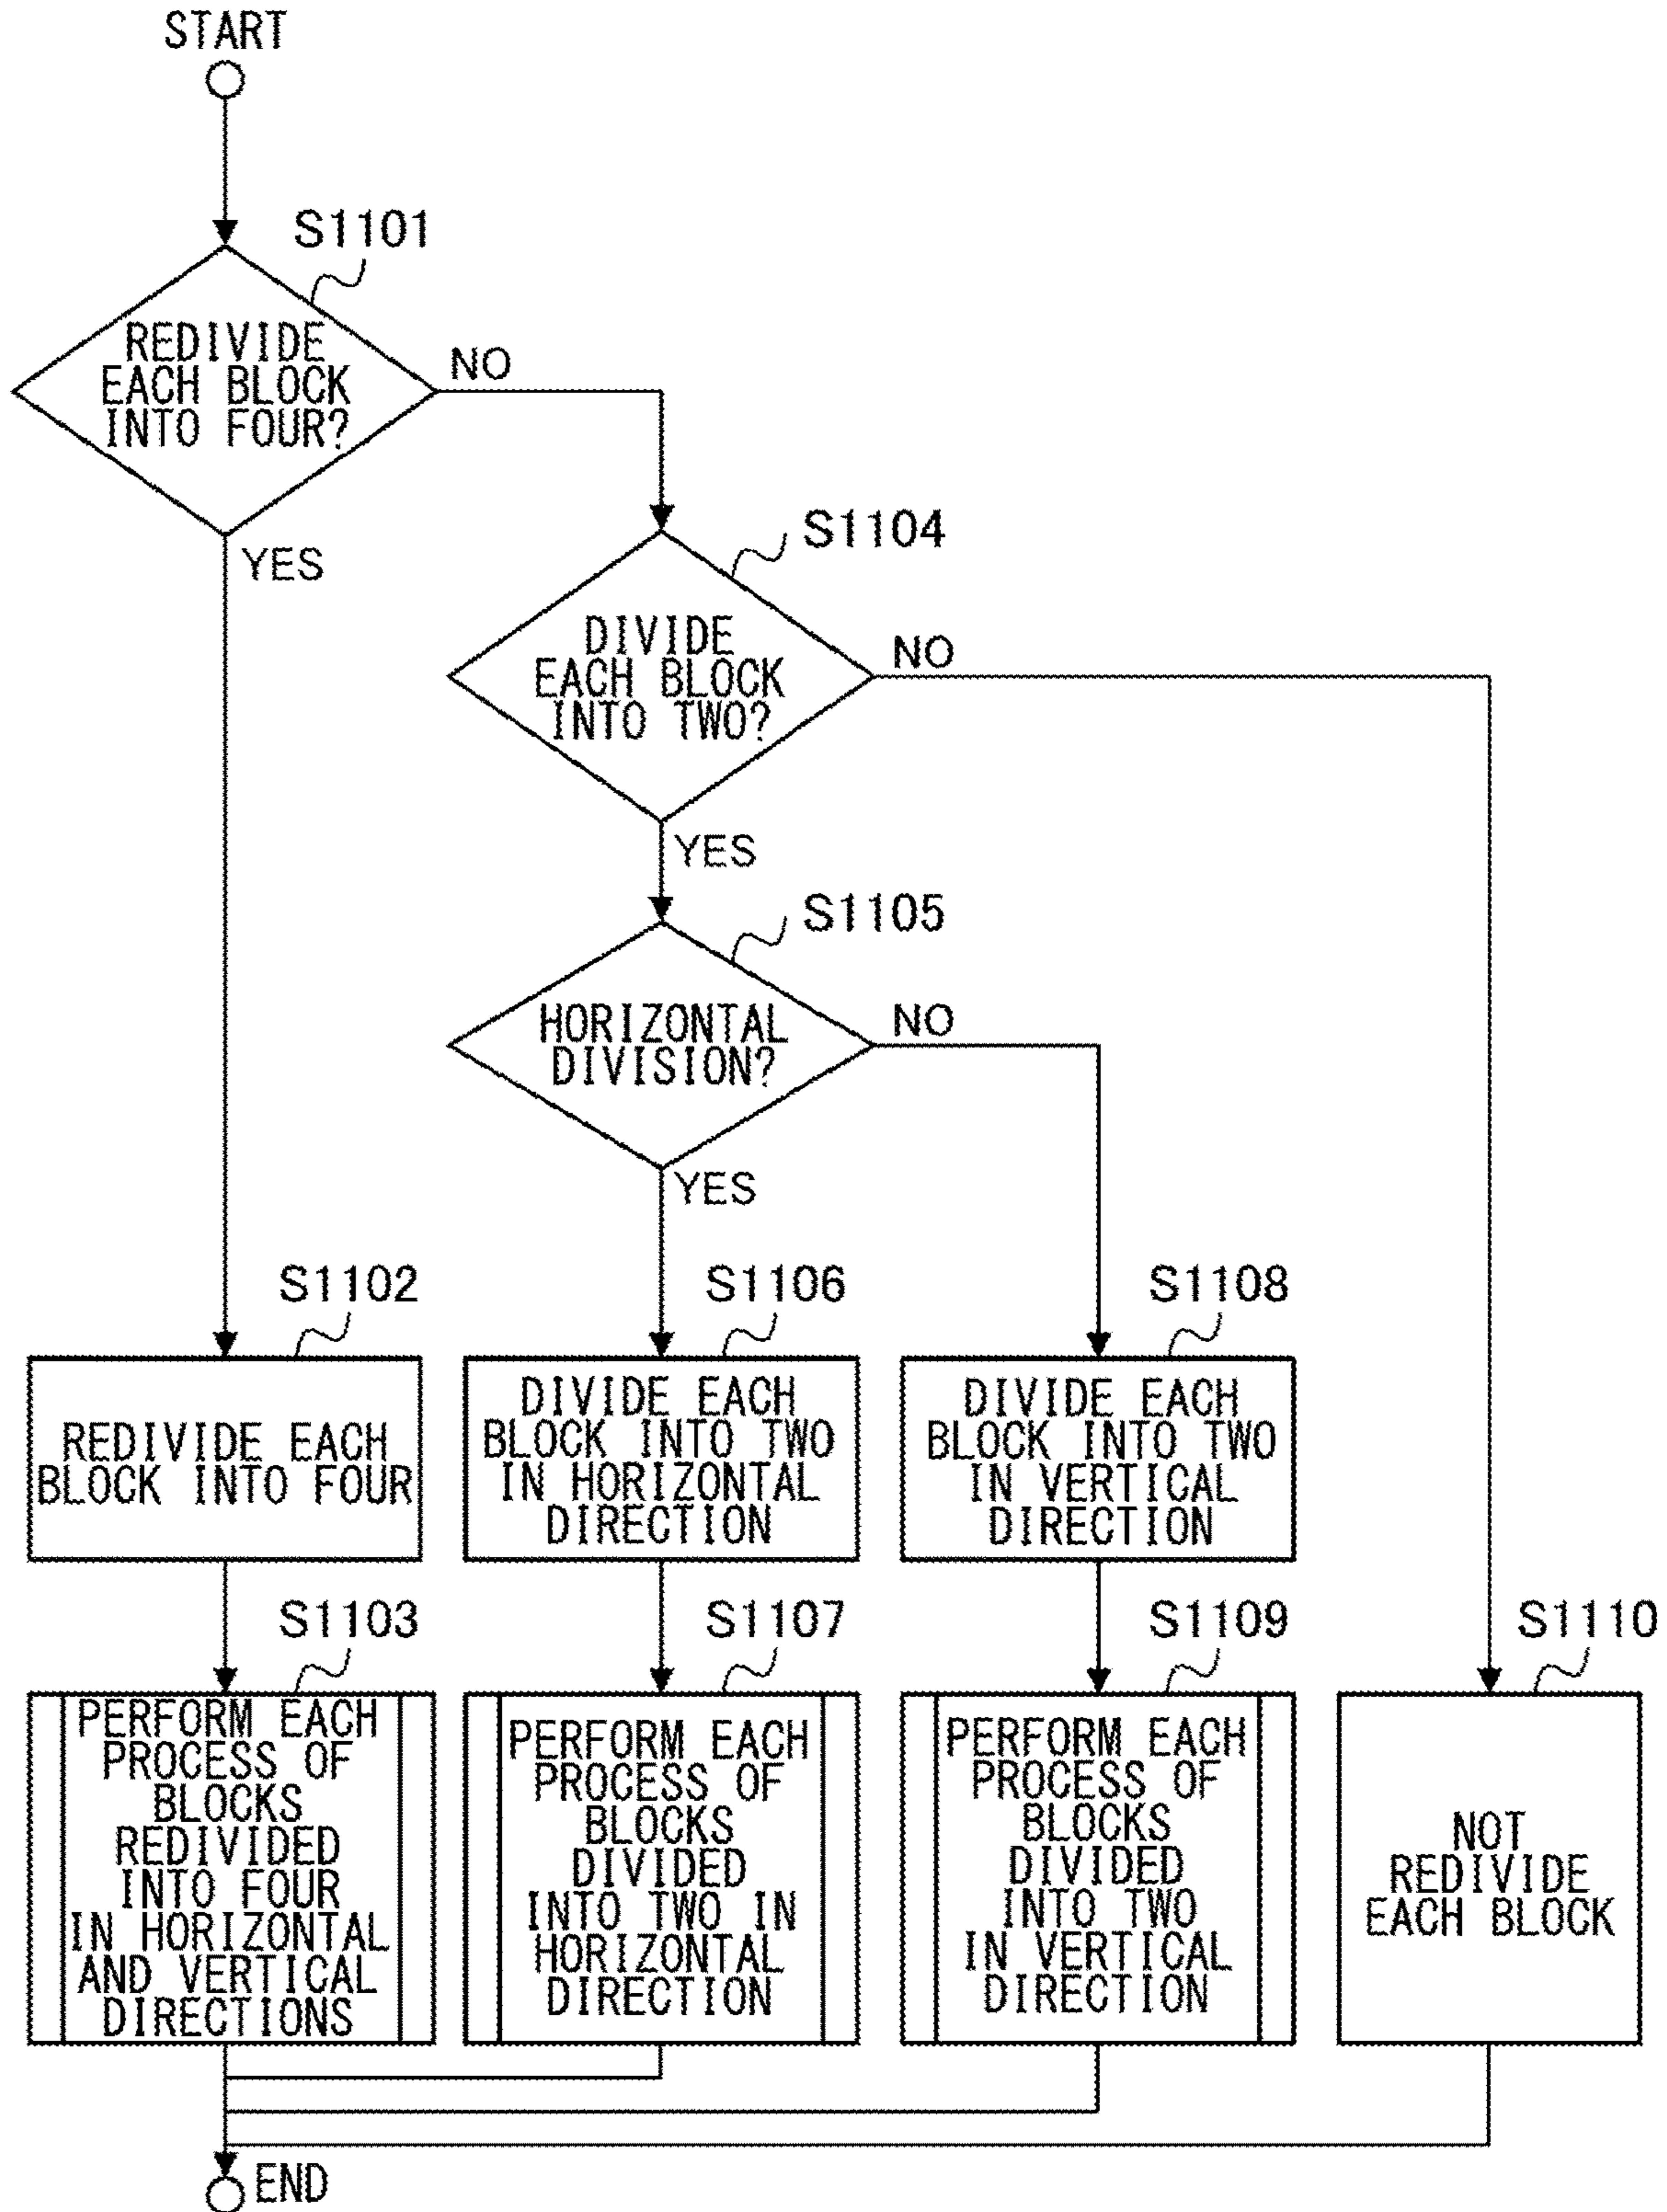 START
S1101
REDIVIDE
EACH BLOCK
INTO FOUR?
NO
YES
S1104
DIVIDE
EACH BLOCK
INTO TWO?
NO
YES
S1105
HORIZONTAL
DIVISION?
NO
YES
S1102
REDIVIDE EACH
BLOCK INTO FOUR
S1106
DIVIDE EACH
BLOCK INTO TWO
IN HORIZONTAL
DIRECTION
S1108
DIVIDE EACH
BLOCK INTO TWO
IN VERTICAL
DIRECTION
S1103
PERFORM EACH
PROCESS OF
BLOCKS
REDIVIDED
INTO FOUR
IN HORIZONTAL
AND VERTICAL
DIRECTIONS
S1107
PERFORM EACH
PROCESS OF
BLOCKS
DIVIDED
INTO TWO IN
HORIZONTAL
DIRECTION
S1109
PERFORM EACH
PROCESS OF
BLOCKS
DIVIDED
INTO TWO
IN VERTICAL
DIRECTION
S1110
NOT
REDIVIDE
EACH BLOCK
END